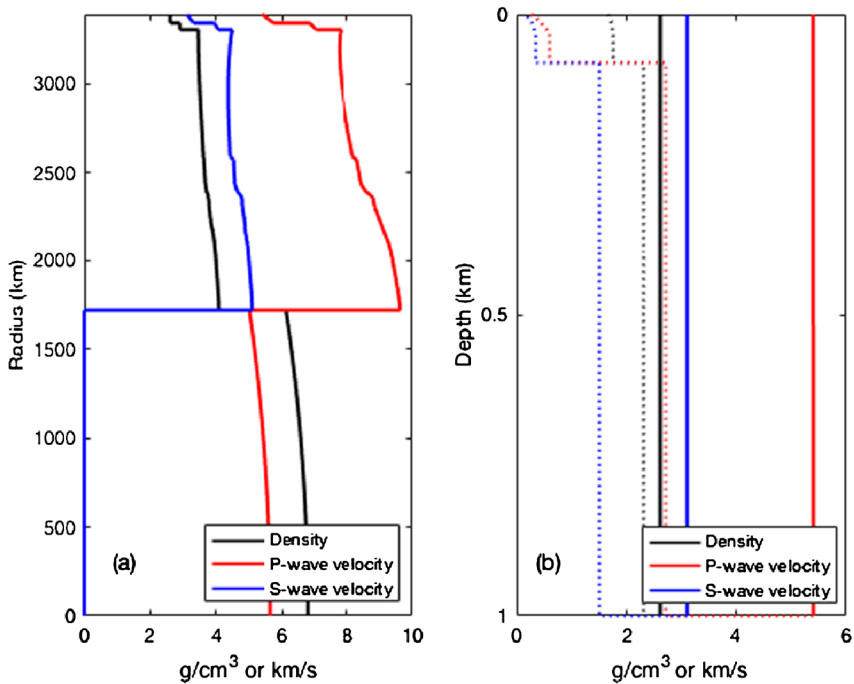 Radius (km)
3000
2500
2000
1500
1000
500
0
0 2 4 6 8 10
g/cm³ or km/s
(a)
Density
P-wave velocity
S-wave velocity
Depth (km)
0
0.5
1
0 2 4 6
g/cm³ or km/s
(b)
Density
P-wave velocity
S-wave velocity